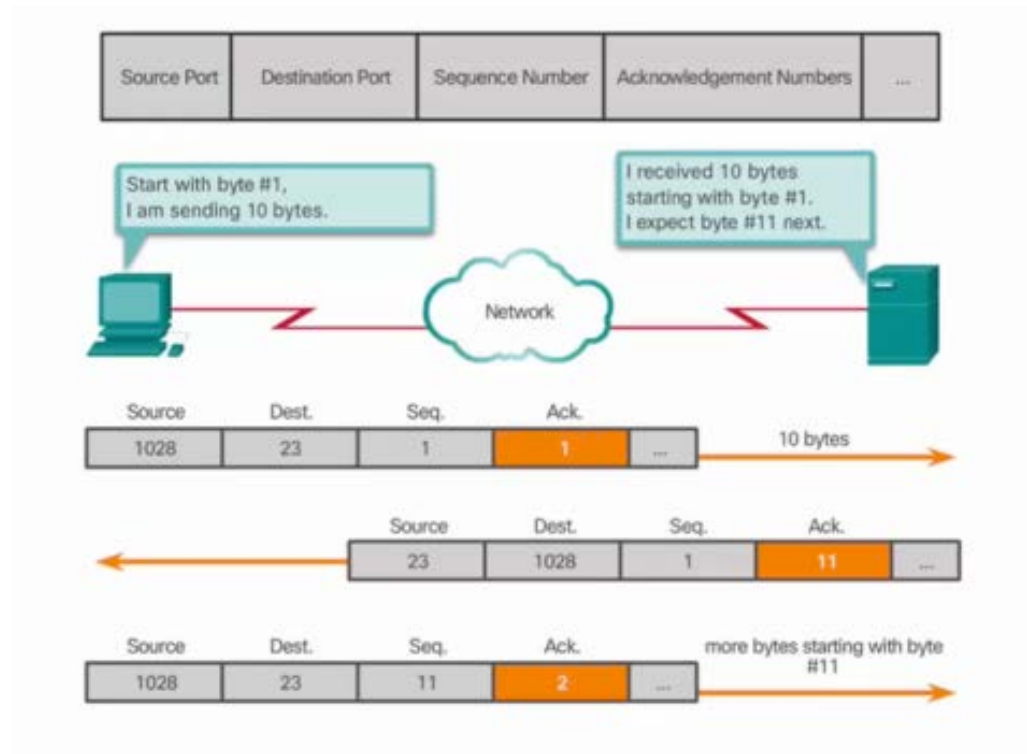 Source Port Destination Port Sequence Number Acknowledgement Numbers ...
Start with byte #1,
I am sending 10 bytes.
I received 10 bytes
starting with byte #1.
I expect byte #11 next.
Network
Source Dest. Seq. Ack.
1028 23 1 1 ...
10 bytes
Source Dest. Seq. Ack.
23 1028 1 11 ...
Source Dest. Seq. Ack.
1028 23 11 2 ...
more bytes starting with byte
#11